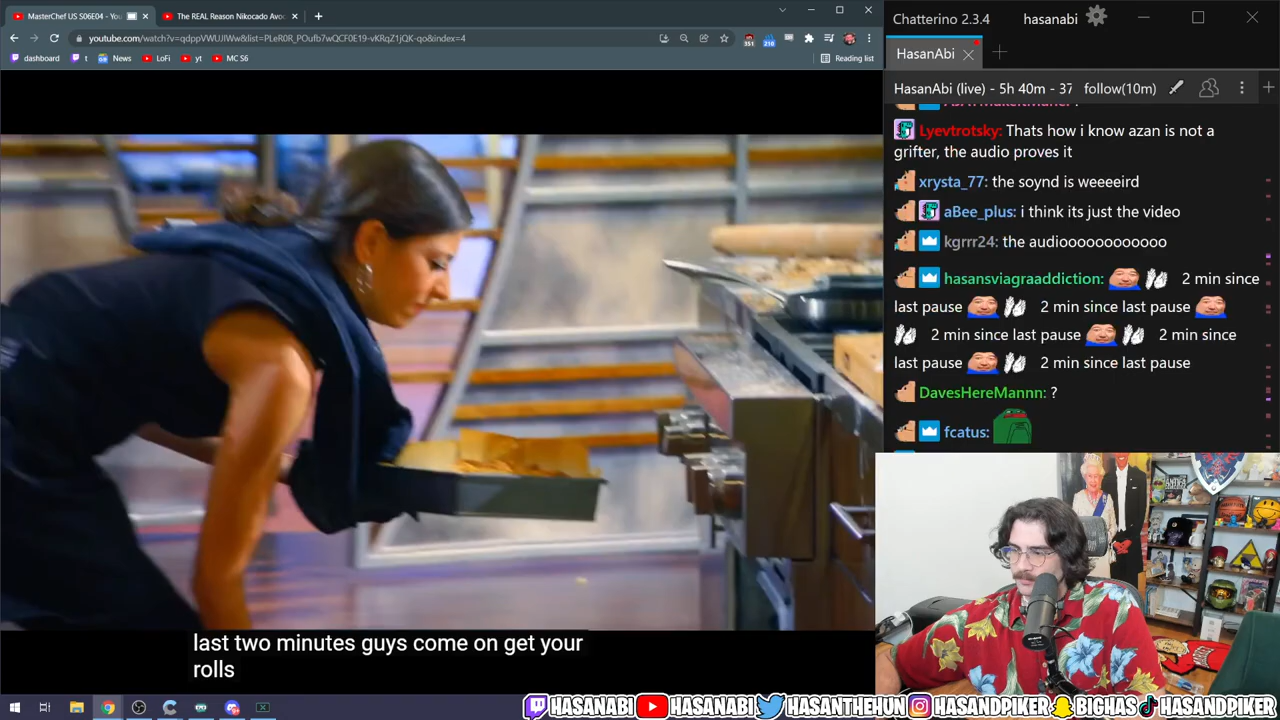 MasterChef US S06E04 - You
The REAL Reason Nikocado Avoc
youtube.com/watch?v=qdppVWUJIWw&list=PLeR0R_POufb7wQCF0E19-vKRqZ1jQK-qo&index=4
351
210
dashboard
t
News
LoFi
yt
MC S6
Reading list
last two minutes guys come on get your
rolls
Chatterino 2.3.4
hasanabi
HasanAbi
HasanAbi (live) - 5h 40m - 37
follow(10m)
Lyevtrotsky: Thats how i know azan is not a
grifter, the audio proves it
xrysta_77: the soynd is weeeeird
aBee_plus: i think its just the video
kgrrr24: the audioooooooooooo
hasansviagraaddiction: 2 min since
last pause 2 min since last pause
2 min since last pause 2 min since
last pause 2 min since last pause
DavesHereMannn: ?
fcatus:
HASANABI HASANABI HASANTHEHUN HASANDPIKER BIGHAS HASANDPIKER